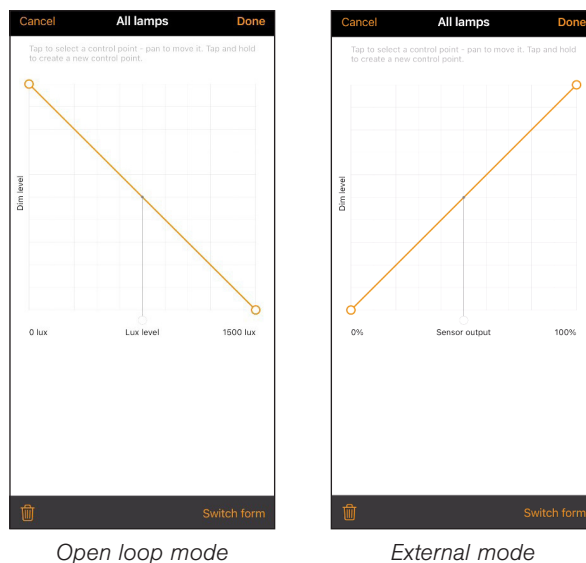 Cancel All lamps Done
Tap to select a control point - pan to move it. Tap and hold
to create a new control point.
Dim level
0 lux Lux level 1500 lux
Switch form
Open loop mode
Cancel All lamps Done
Tap to select a control point - pan to move it. Tap and hold
to create a new control point.
Dim level
0% Sensor output 100%
Switch form
External mode